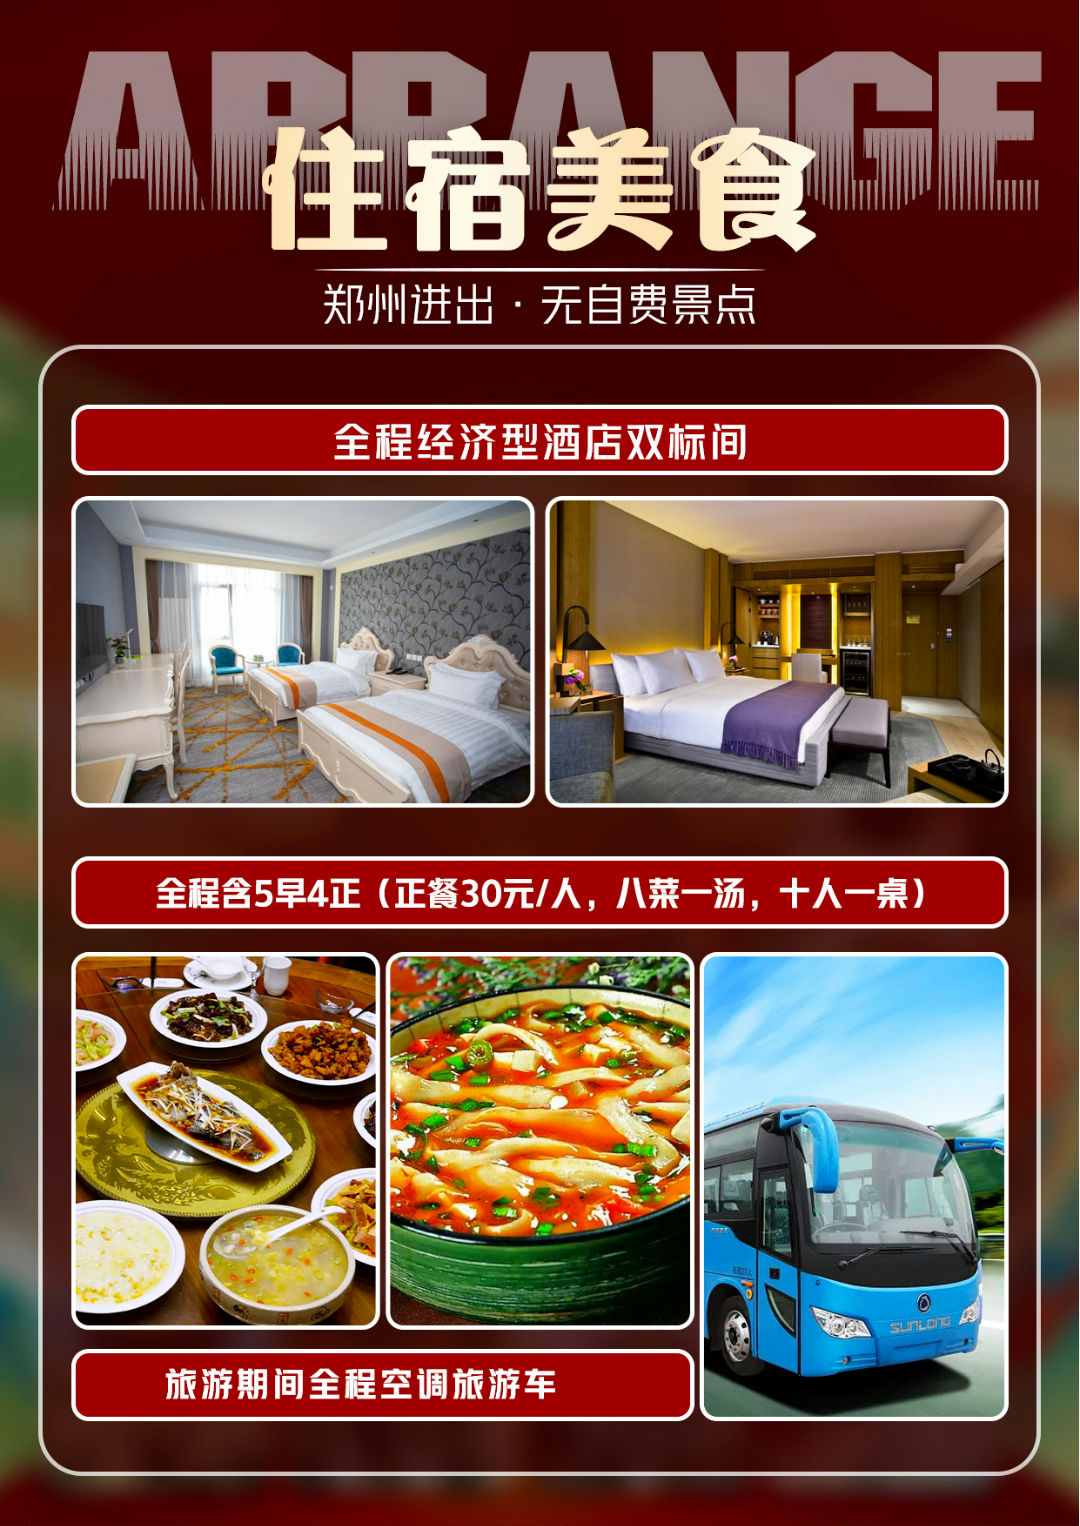 ARRANGE
住宿美食
郑州进出·无自费景点
全程经济型酒店双标间
全程含5早4正（正餐30元/人，八菜一汤，十人一桌）
SUNLONG
旅游期间全程空调旅游车